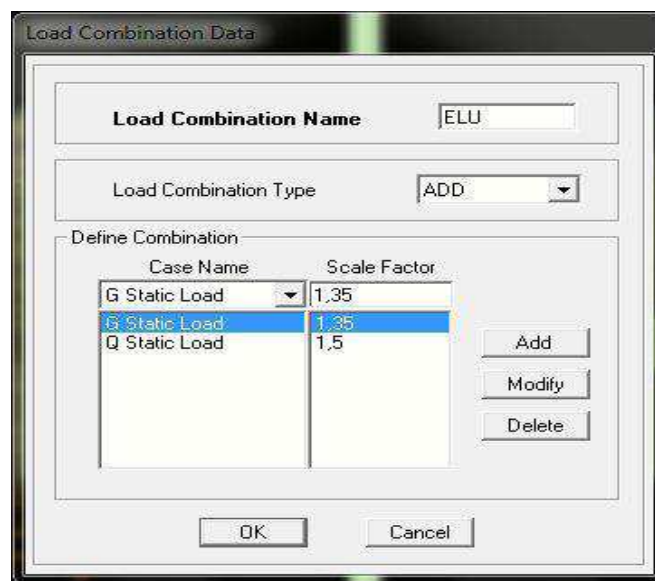 Load Combination Data
Load Combination Name ELU
Load Combination Type ADD
Define Combination
Case Name Scale Factor
G Static Load 1,35
G Static Load 1,35
Q Static Load 1,5
Add
Modify
Delete
OK Cancel